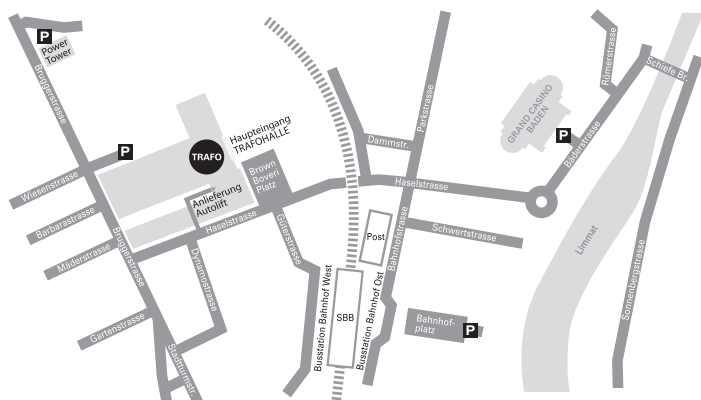 P
Power
Tower
Bruggerstrasse
P
TRAFO
Haupteingang
TRAFOHALLE
Brown
Boveri
Platz
Anlieferung
Autolift
Haselstrasse
Wiesenstrasse
Barbarastrasse
Mäderstrasse
Bruggerstrasse
Gartenstrasse
Dynamostrasse
Stadtturmstr.
Güterstrasse
Busstation Bahnhof West
SBB
Busstation Bahnhof Ost
Post
Bahnhofstrasse
Dammstr.
Parkstrasse
Haselstrasse
Schwertstrasse
Bahnhof-
platz
P
GRAND CASINO
BADEN
P
Römerstrasse
Bäderstrasse
Schiefe Br.
Limmat
Sonnenbergstrasse